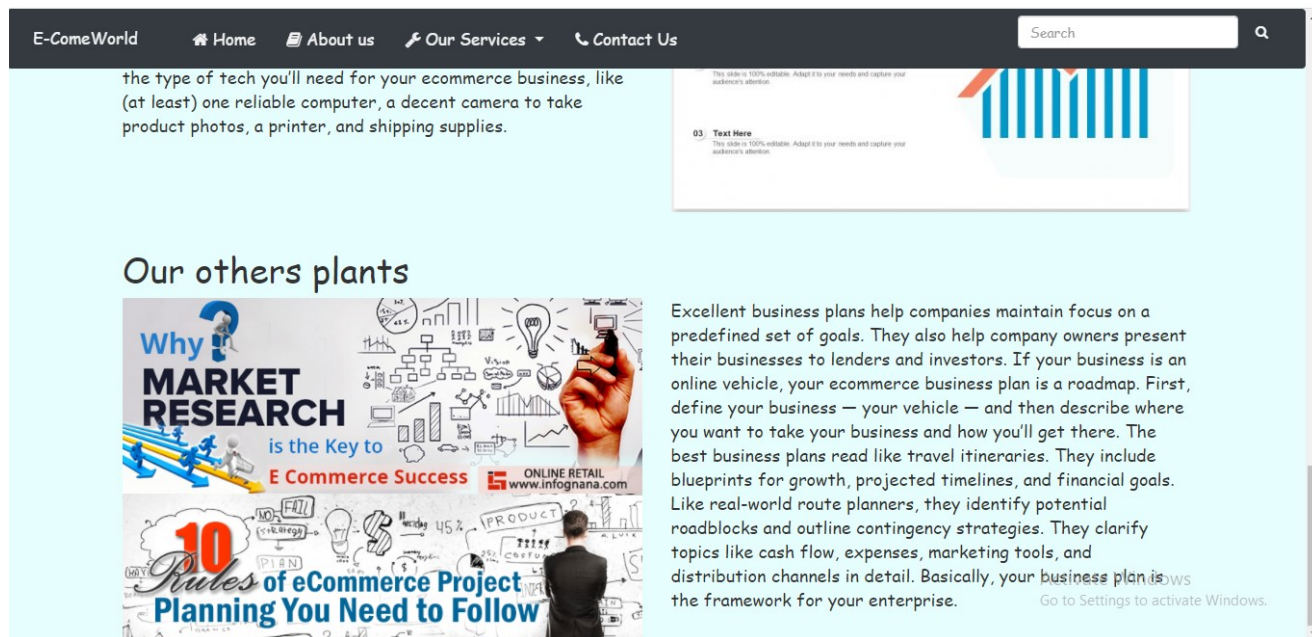 E-ComeWorld
Home
About us
Our Services
Contact Us
Search
the type of tech you'll need for your ecommerce business, like
(at least) one reliable computer, a decent camera to take
product photos, a printer, and shipping supplies.
This slide is 100% editable. Adapt it to your needs and capture your
audience's attention.
03 Text Here
This slide is 100% editable. Adapt it to your needs and capture your
audience's attention.
Our others plants
Why ?
MARKET
RESEARCH
is the Key to
E Commerce Success
ONLINE RETAIL
www.infognana.com
Vision
NO
FAIL
STRATEGY
PLAN
45%
PRODUCT
10
Rules of eCommerce Project
Planning You Need to Follow
Excellent business plans help companies maintain focus on a
predefined set of goals. They also help company owners present
their businesses to lenders and investors. If your business is an
online vehicle, your ecommerce business plan is a roadmap. First,
define your business — your vehicle — and then describe where
you want to take your business and how you'll get there. The
best business plans read like travel itineraries. They include
blueprints for growth, projected timelines, and financial goals.
Like real-world route planners, they identify potential
roadblocks and outline contingency strategies. They clarify
topics like cash flow, expenses, marketing tools, and
distribution channels in detail. Basically, your business plan is
the framework for your enterprise.
Activate Windows
Go to Settings to activate Windows.